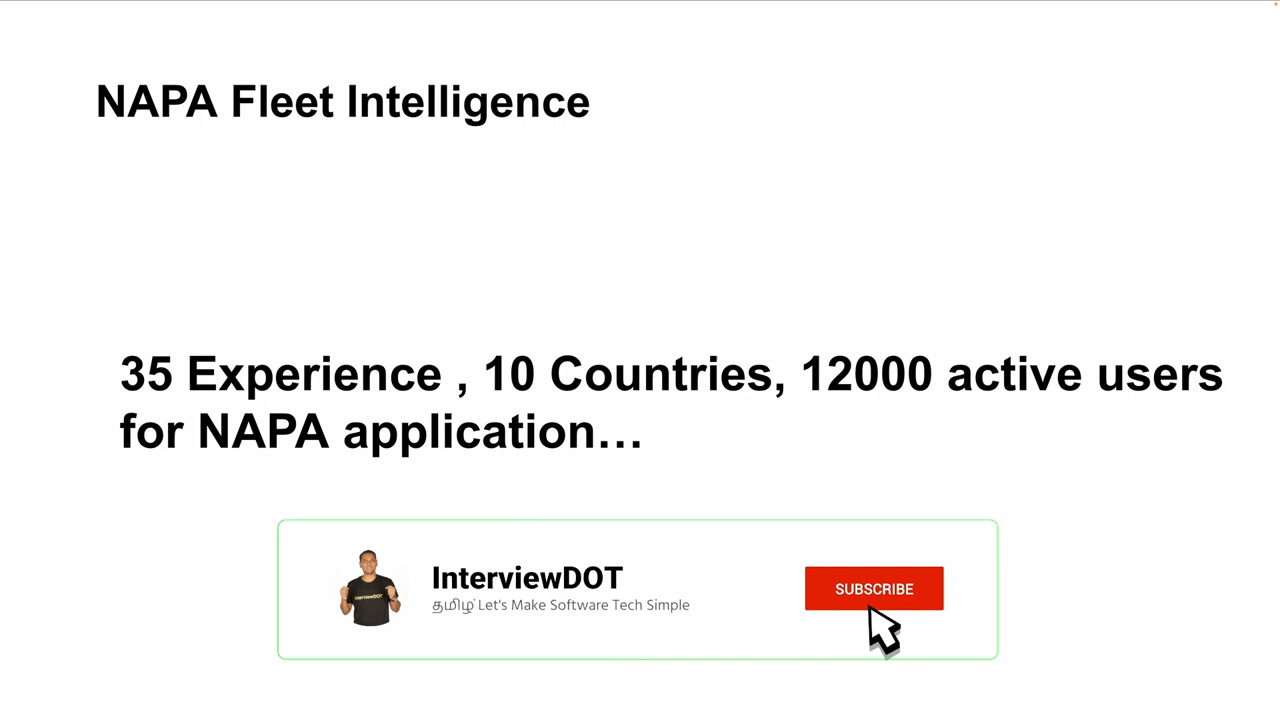 NAPA Fleet Intelligence
35 Experience , 10 Countries, 12000 active users
for NAPA application...
InterviewDOT
InterviewDOT
தமிழ் Let's Make Software Tech Simple
SUBSCRIBE